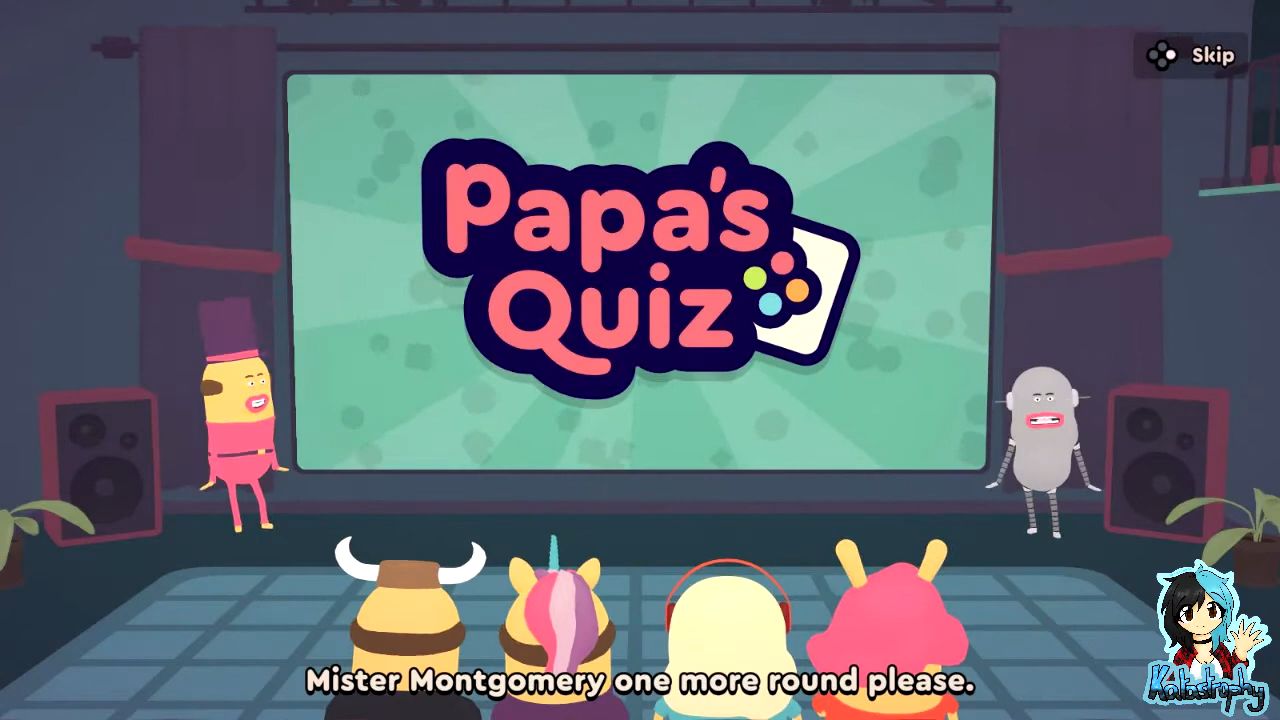 Skip
Papa's
Quiz
Mister Montgomery one more round please.
Kalastrophy